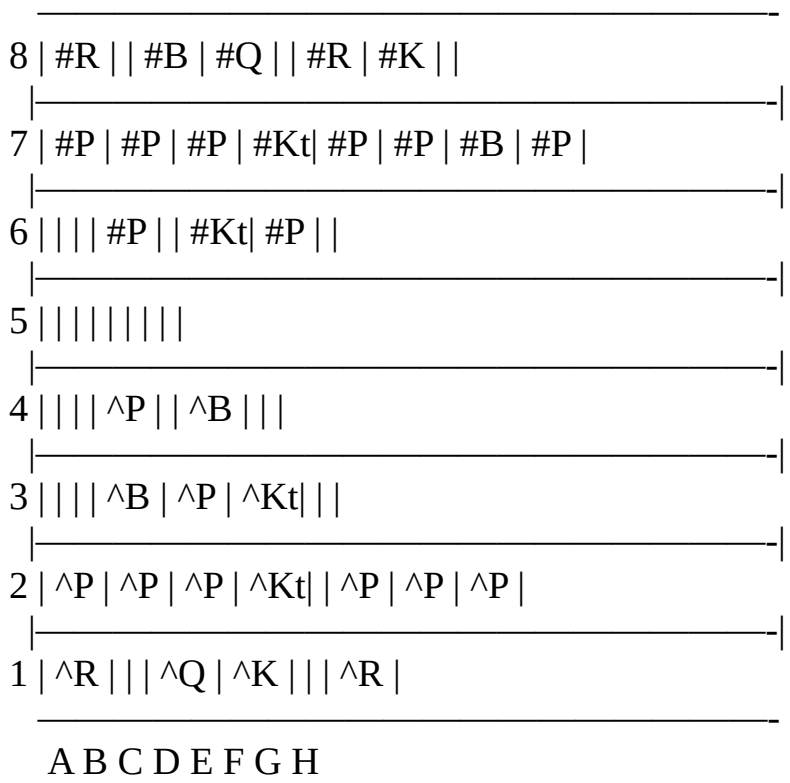 ———————————————————-
8 | #R | | #B | #Q | | #R | #K | |
|———————————————————-|
7 | #P | #P | #P | #Kt| #P | #P | #B | #P |
|———————————————————-|
6 | | | | #P | | #Kt| #P | |
|———————————————————-|
5 | | | | | | | | |
|———————————————————-|
4 | | | | ^P | | ^B | | |
|———————————————————-|
3 | | | | ^B | ^P | ^Kt| | |
|———————————————————-|
2 | ^P | ^P | ^P | ^Kt| | ^P | ^P | ^P |
|———————————————————-|
1 | ^R | | | ^Q | ^K | | | ^R |
———————————————————-
A B C D E F G H